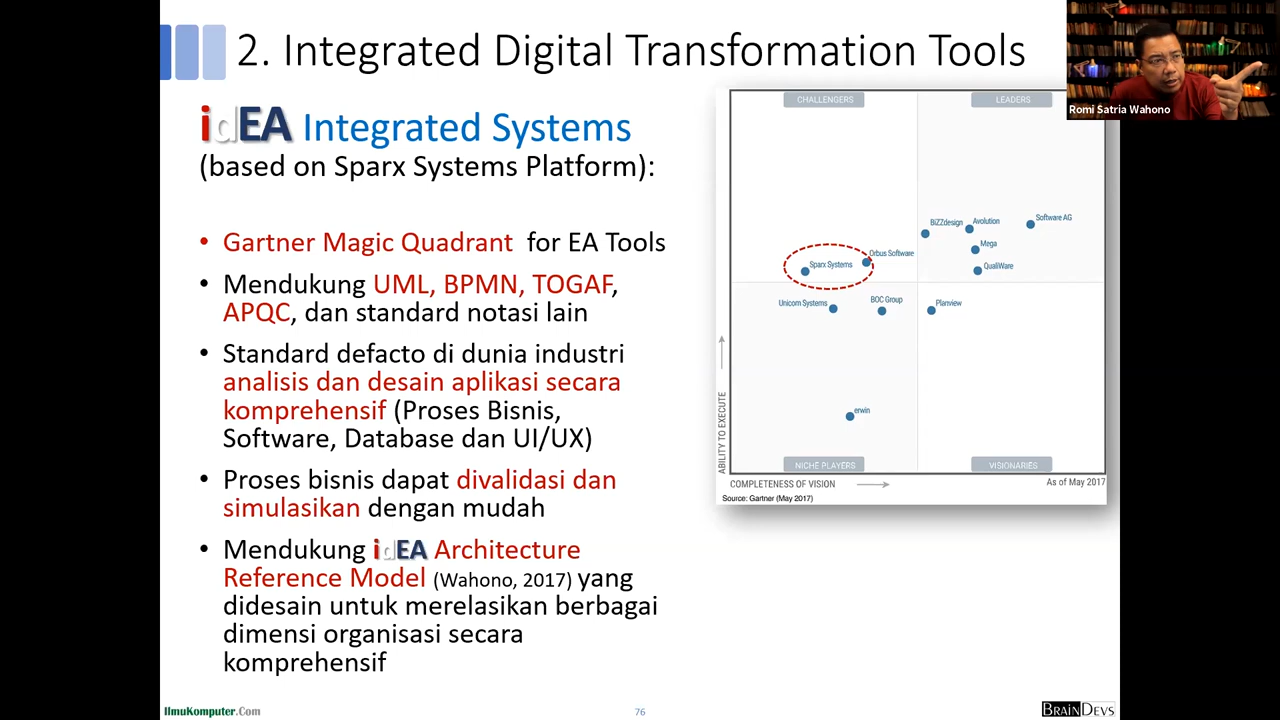 2. Integrated Digital Transformation Tools
Romi Satria Wahono
idEA Integrated Systems
(based on Sparx Systems Platform):
• Gartner Magic Quadrant for EA Tools
• Mendukung UML, BPMN, TOGAF,
APQC, dan standard notasi lain
• Standard defacto di dunia industri
analisis dan desain aplikasi secara
komprehensif (Proses Bisnis,
Software, Database dan UI/UX)
• Proses bisnis dapat divalidasi dan
simulasikan dengan mudah
• Mendukung idEA Architecture
Reference Model (Wahono, 2017) yang
didesain untuk merelasikan berbagai
dimensi organisasi secara
komprehensif
CHALLENGERS
LEADERS
Software AG
BiZZdesign
Avolution
Mega
Orbus Software
Sparx Systems
QualiWare
Unicorn Systems
BOC Group
Planview
erwin
ABILITY TO EXECUTE
NICHE PLAYERS
VISIONARIES
COMPLETENESS OF VISION
As of May 2017
Source: Gartner (May 2017)
IlmuKomputer.Com
76
BRAINDEVS